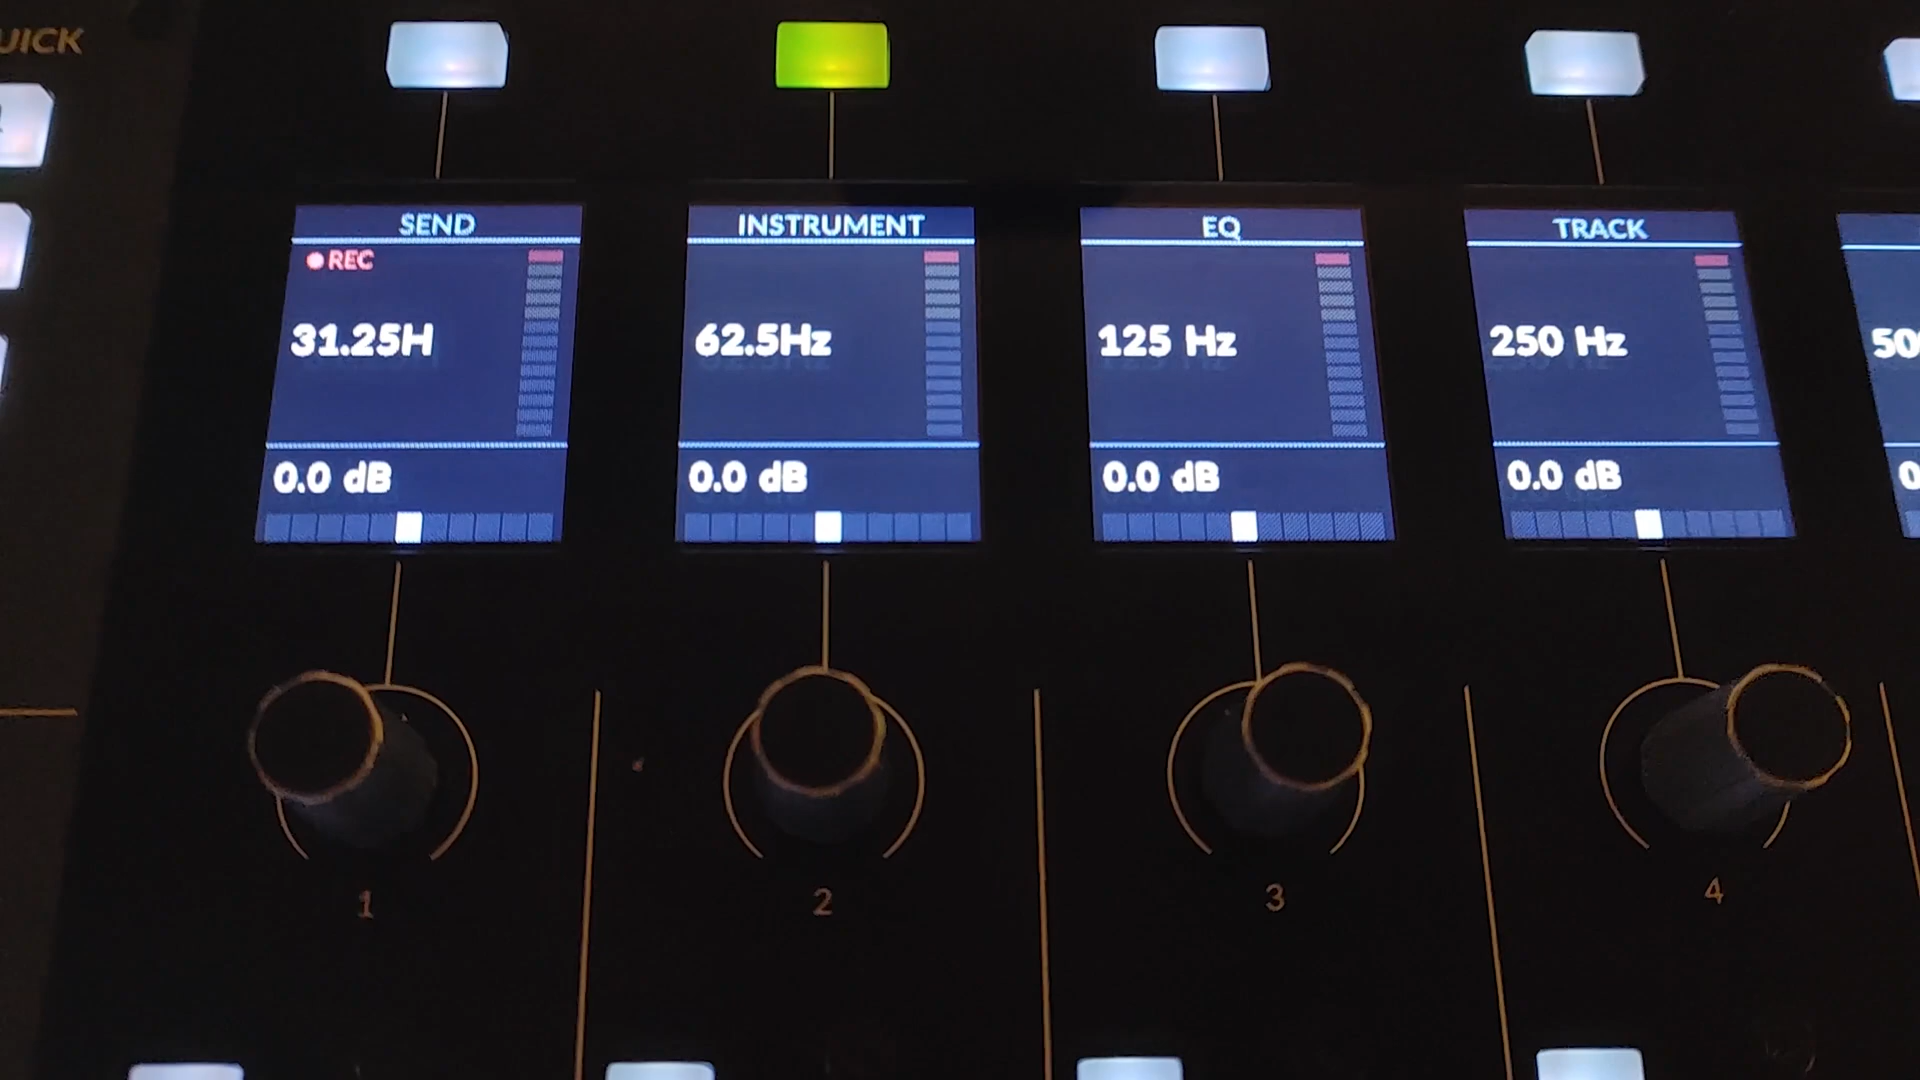 SEND
INSTRUMENT
EQ
TRACK
REC
31.25H
62.5Hz
125 Hz
250 Hz
0.0 dB
0.0 dB
0.0 dB
0.0 dB
1
2
3
4